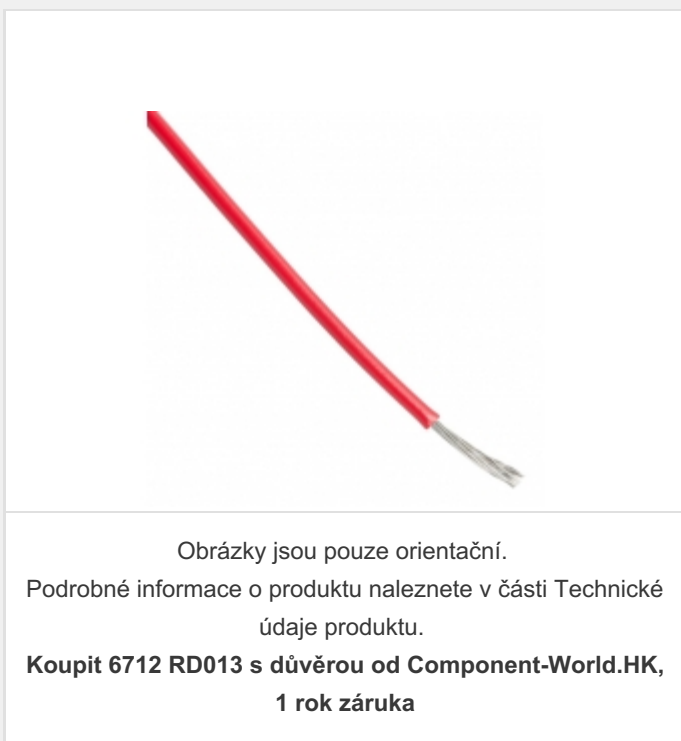 Obrázky jsou pouze orientační.
Podrobné informace o produktu naleznete v části Technické
údaje produktu.
Koupit 6712 RD013 s důvěrou od Component-World.HK,
1 rok záruka